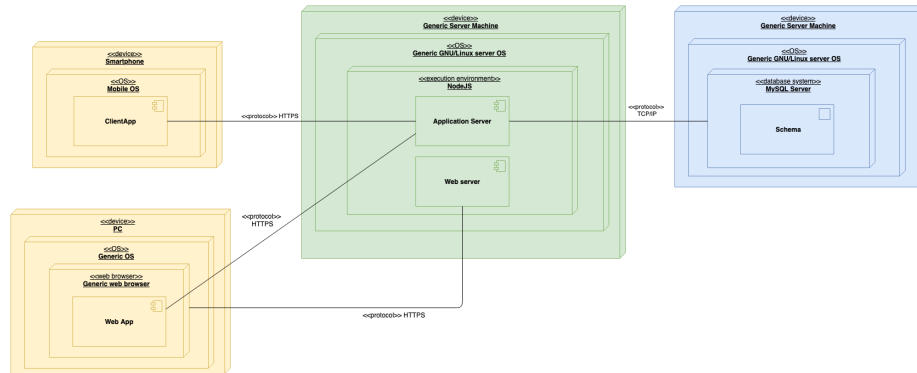 <<device>>
Smartphone
<<OS>>
Mobile OS
ClientApp
<<protocol>> HTTPS
<<device>>
Generic Server Machine
<<OS>>
Generic GNU/Linux server OS
<<execution environment>>
NodeJS
Application Server
Web server
<<protocol>>
TCP/IP
<<device>>
Generic Server Machine
<<OS>>
Generic GNU/Linux server OS
<<database system>>
MySQL Server
Schema
<<device>>
PC
<<OS>>
Generic OS
<<web browser>>
Generic web browser
Web App
<<protocol>>
HTTPS
<<protocol>> HTTPS